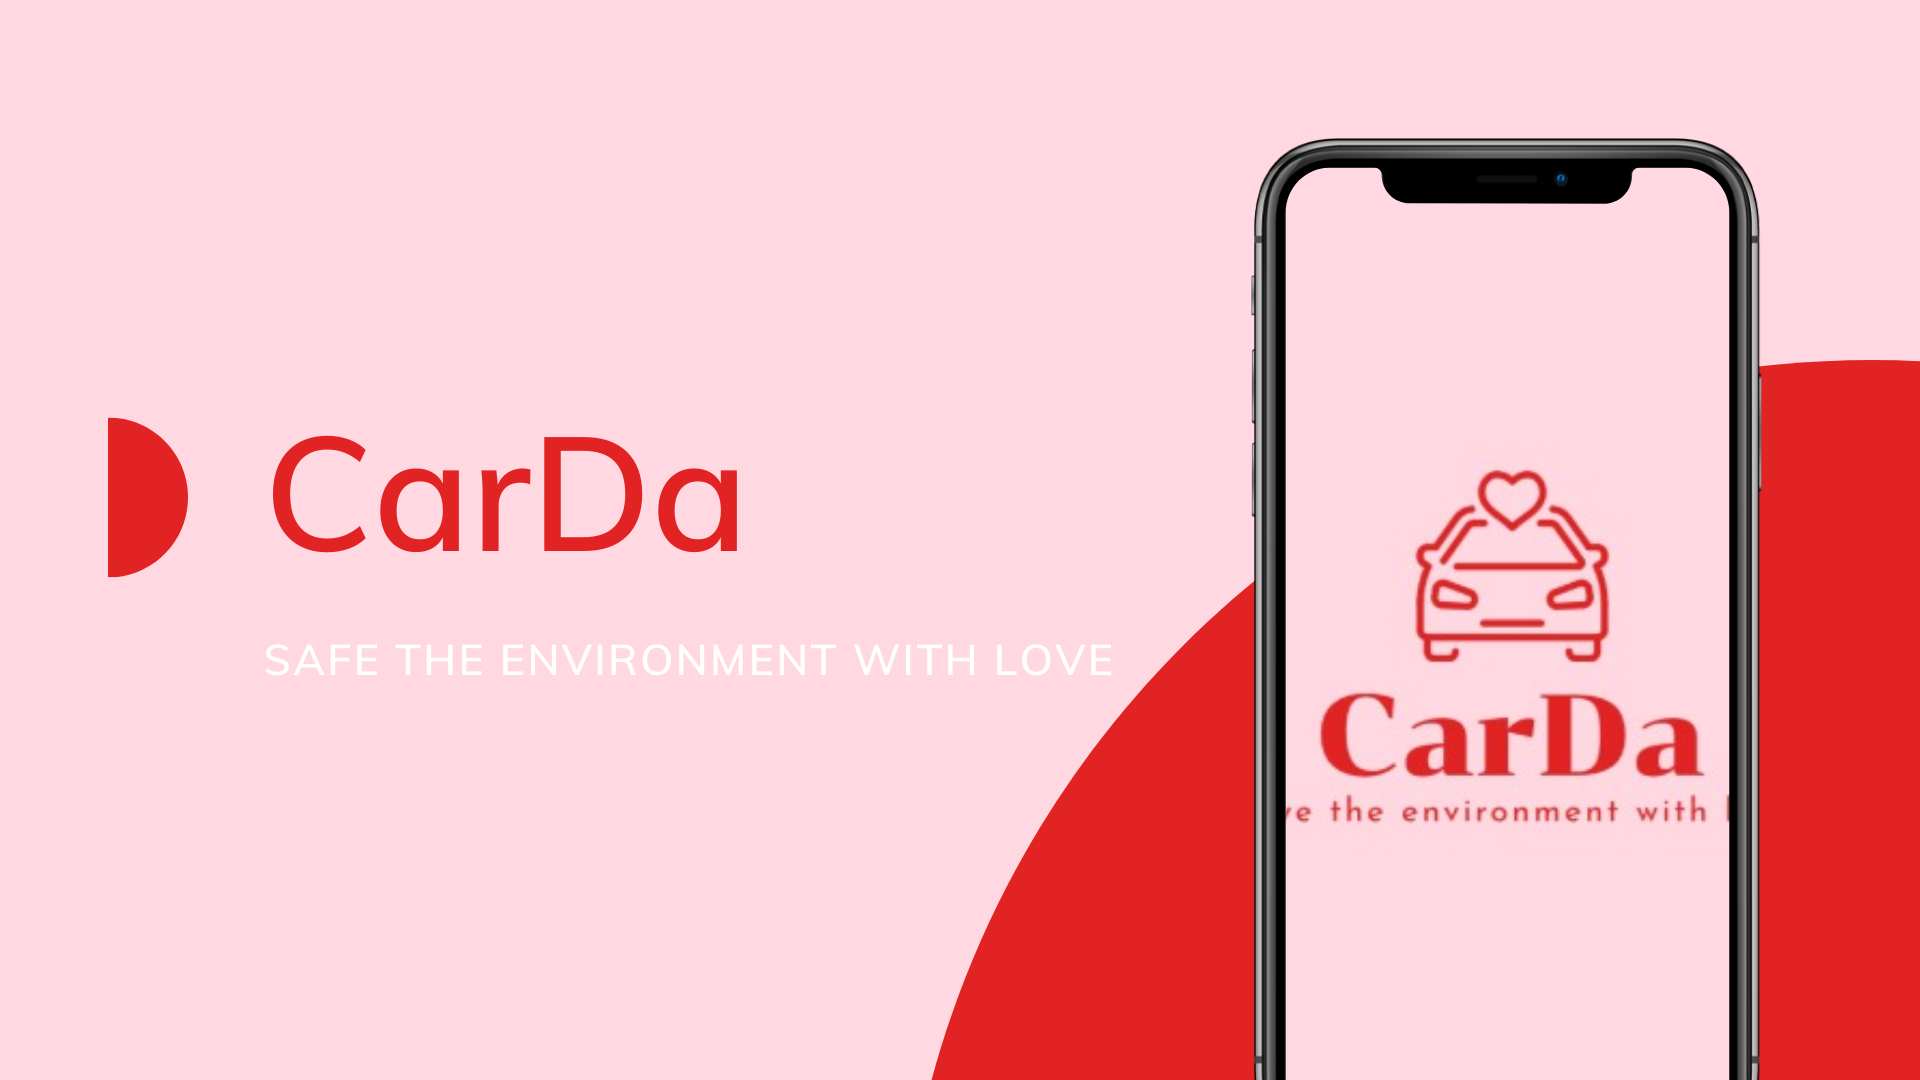 CarDa
SAFE THE ENVIRONMENT WITH LOVE
CarDa
the environment with